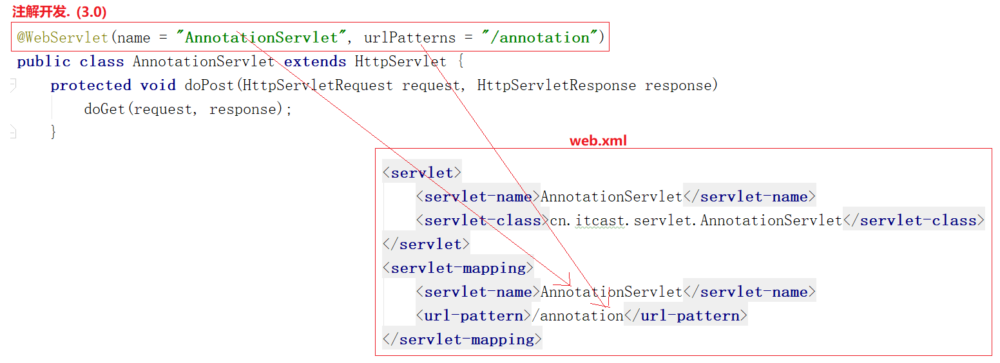 注解开发. (3.0)
@WebServlet(name = "AnnotationServlet", urlPatterns = "/annotation")
public class AnnotationServlet extends HttpServlet {
protected void doPost(HttpServletRequest request, HttpServletResponse response)
doGet(request, response);
}
web.xml
<servlet>
<servlet-name>AnnotationServlet</servlet-name>
<servlet-class>cn.itcast.servlet.AnnotationServlet</servlet-class>
</servlet>
<servlet-mapping>
<servlet-name>AnnotationServlet</servlet-name>
<url-pattern>/annotation</url-pattern>
</servlet-mapping>